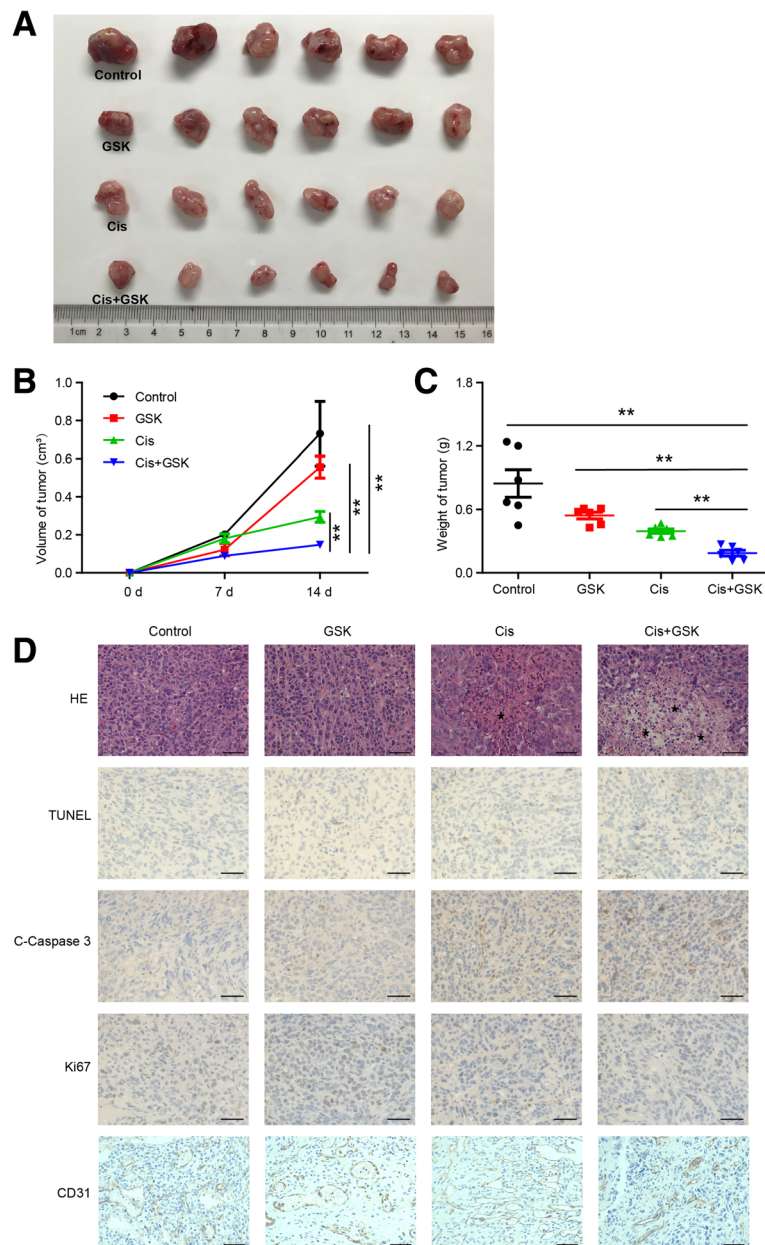 A
Control
GSK
Cis
Cis+GSK
1cm 2 3 4 5 6 7 8 9 10 11 12 13 14 15 16
B
1.0
0.8
0.6
0.4
0.2
0.0
Volume of tumor (cm³)
Control
GSK
Cis
Cis+GSK
**
**
**
0 d 7 d 14 d
C
1.8
1.2
0.6
0.0
Weight of tumor (g)
**
**
**
Control GSK Cis Cis+GSK
D
Control GSK Cis Cis+GSK
HE
TUNEL
C-Caspase 3
Ki67
CD31